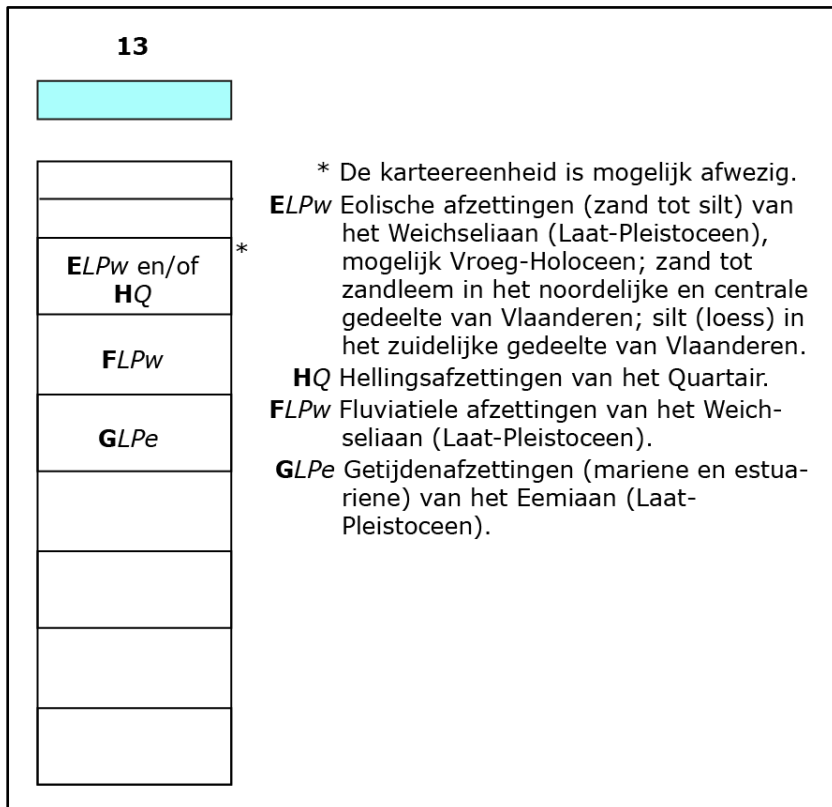 13
ELPw en/of
HQ
*
FLPw
GLPe
* De karteereenheid is mogelijk afwezig.
ELPw Eolische afzettingen (zand tot silt) van
het Weichseliaan (Laat-Pleistoceen),
mogelijk Vroeg-Holoceen; zand tot
zandleem in het noordelijke en centrale
gedeelte van Vlaanderen; silt (loess) in
het zuidelijke gedeelte van Vlaanderen.
HQ Hellingsafzettingen van het Quartair.
FLPw Fluviatiele afzettingen van het Weich-
seliaan (Laat-Pleistoceen).
GLPe Getijdenafzettingen (mariene en estua-
riene) van het Eemiaan (Laat-
Pleistoceen).